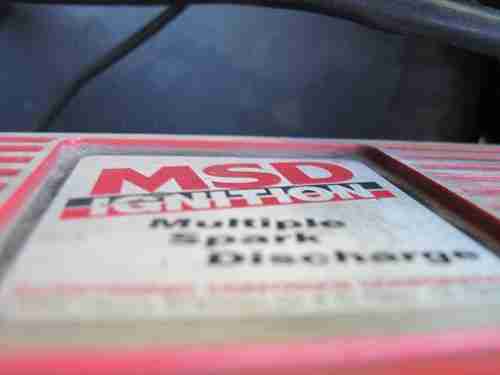 MSD
IGNITION
Multiple
Spark
Discharge